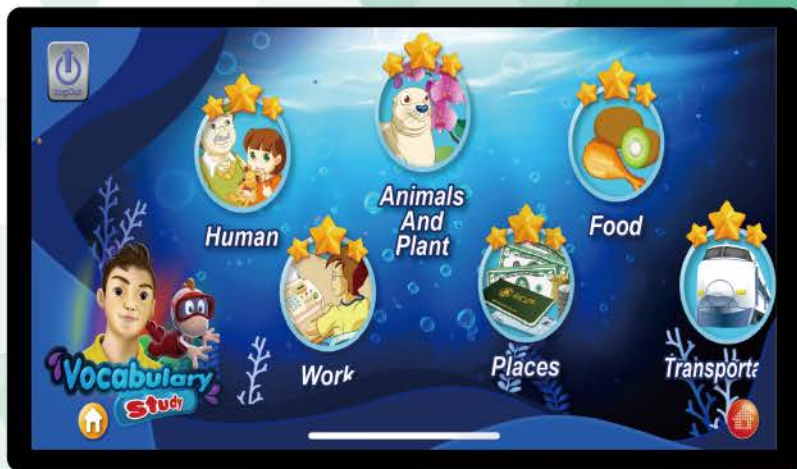 LogOut
Human
Animals
And
Plant
Food
Work
Places
Transporta
Vocabulary
Study